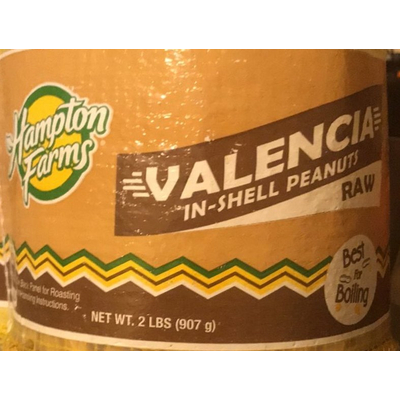 Hampton
Farms
VALENCIA
IN-SHELL PEANUTS
RAW
Best
For
Boiling
Panel for Roasting
Instructions.
NET WT. 2 LBS (907 g)